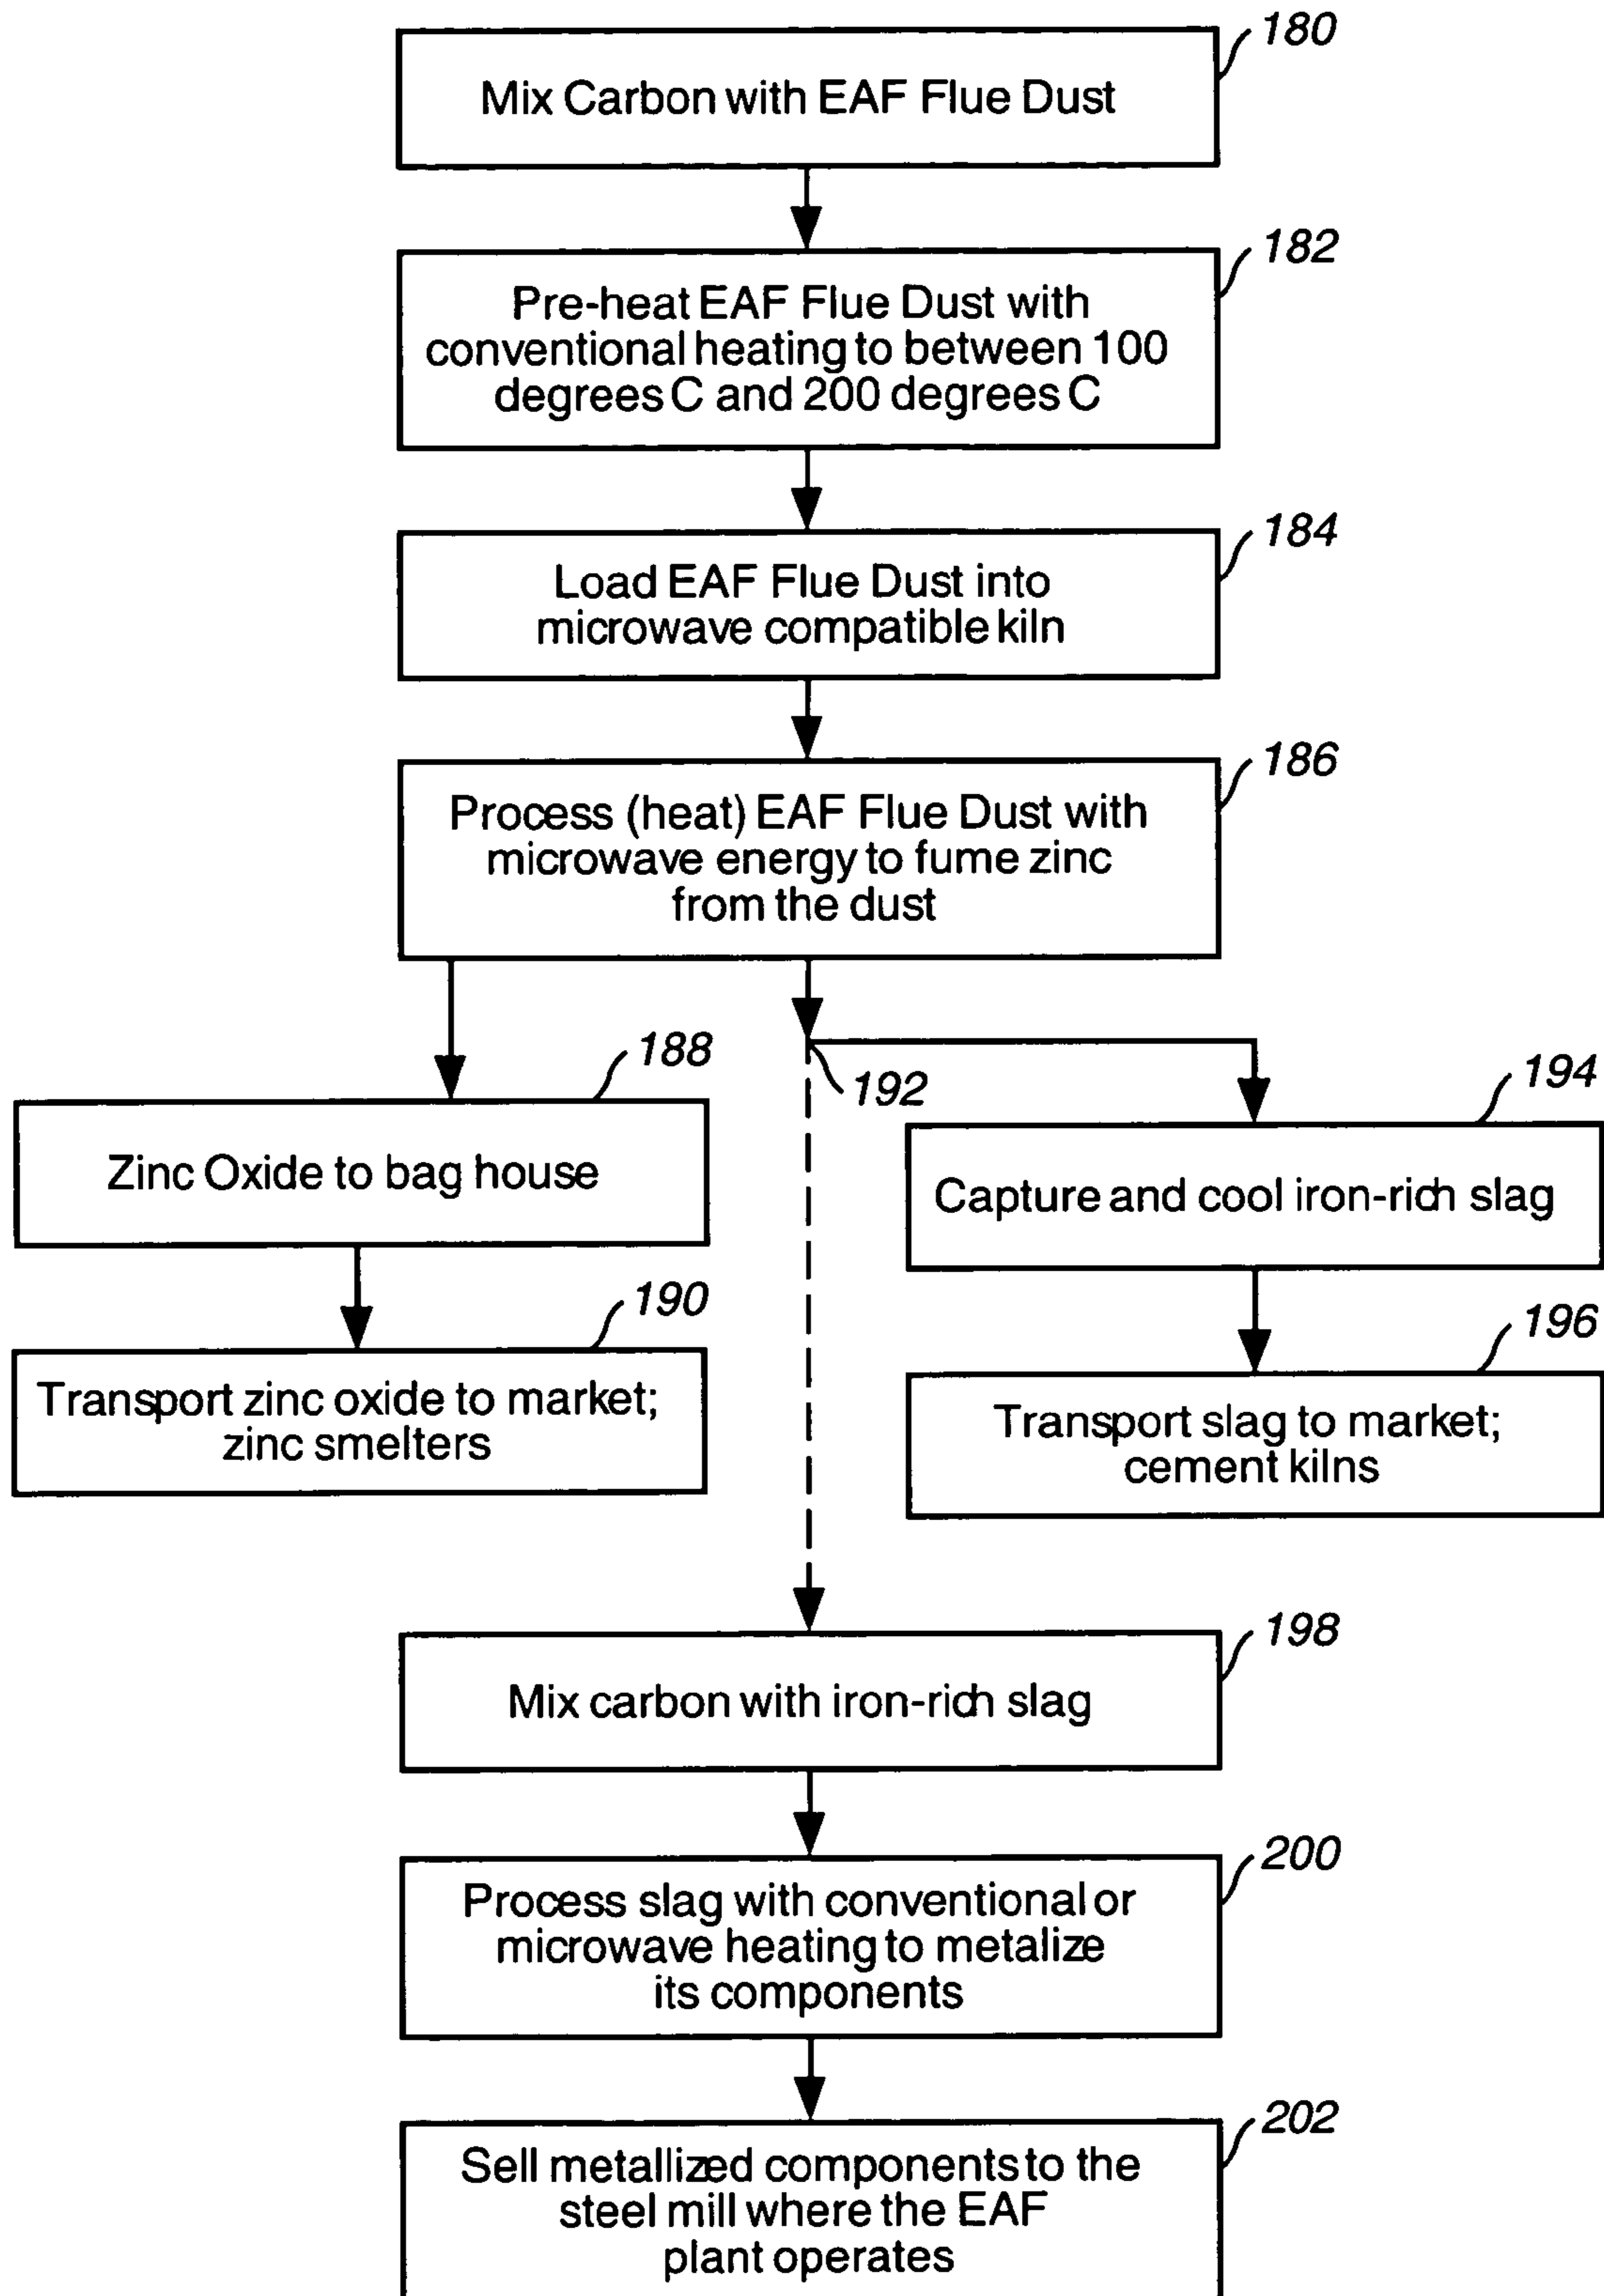 180
Mix Carbon with EAF Flue Dust
182
Pre-heat EAF Flue Dust with
conventional heating to between 100
degrees C and 200 degrees C
184
Load EAF Flue Dust into
microwave compatible kiln
186
Process (heat) EAF Flue Dust with
microwave energy to fume zinc
from the dust
188
Zinc Oxide to bag house
190
Transport zinc oxide to market;
zinc smelters
192
194
Capture and cool iron-rich slag
196
Transport slag to market;
cement kilns
198
Mix carbon with iron-rich slag
200
Process slag with conventional or
microwave heating to metalize
its components
202
Sell metallized components to the
steel mill where the EAF
plant operates